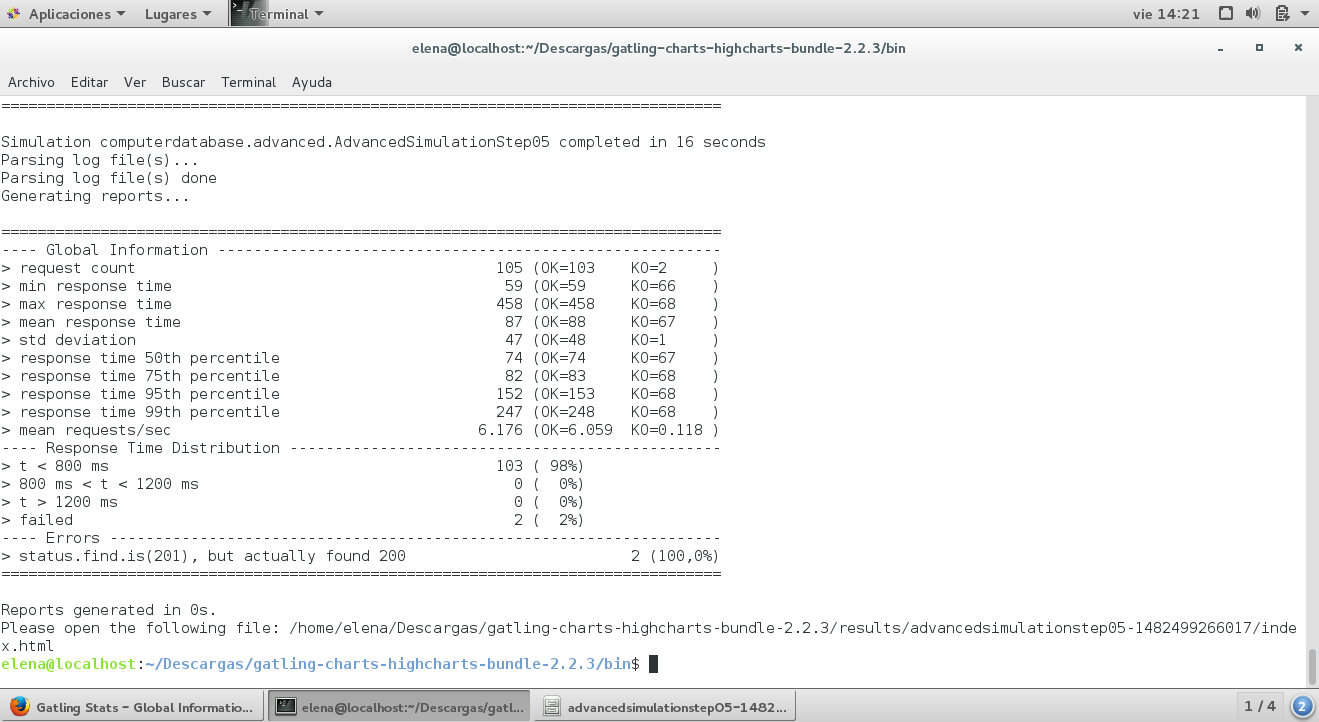 Aplicaciones Lugares Terminal vie 14:21
elena@localhost:~/Descargas/gatling-charts-highcharts-bundle-2.2.3/bin
Archivo Editar Ver Buscar Terminal Ayuda
================================================================================
Simulation computerdatabase.advanced.AdvancedSimulationStep05 completed in 16 seconds
Parsing log file(s)...
Parsing log file(s) done
Generating reports...
================================================================================
---- Global Information --------------------------------------------------------
> request count                                        105 (OK=103    KO=2     )
> min response time                                     59 (OK=59     KO=66    )
> max response time                                    458 (OK=458    KO=68    )
> mean response time                                    87 (OK=88     KO=67    )
> std deviation                                         47 (OK=48     KO=1     )
> response time 50th percentile                         74 (OK=74     KO=67    )
> response time 75th percentile                         82 (OK=83     KO=68    )
> response time 95th percentile                        152 (OK=153    KO=68    )
> response time 99th percentile                        247 (OK=248    KO=68    )
> mean requests/sec                                  6.176 (OK=6.059  KO=0.118 )
---- Response Time Distribution ------------------------------------------------
> t < 800 ms                                           103 ( 98%)
> 800 ms < t < 1200 ms                                   0 (  0%)
> t > 1200 ms                                            0 (  0%)
> failed                                                 2 (  2%)
---- Errors --------------------------------------------------------------------
> status.find.is(201), but actually found 200                         2 (100,0%)
================================================================================
Reports generated in 0s.
Please open the following file: /home/elena/Descargas/gatling-charts-highcharts-bundle-2.2.3/results/advancedsimulationstep05-1482499266017/inde
x.html
elena@localhost:~/Descargas/gatling-charts-highcharts-bundle-2.2.3/bin$
Gatling Stats - Global Informatio... elena@localhost:~/Descargas/gatl... advancedsimulationstep05-1482... 1 / 4 2